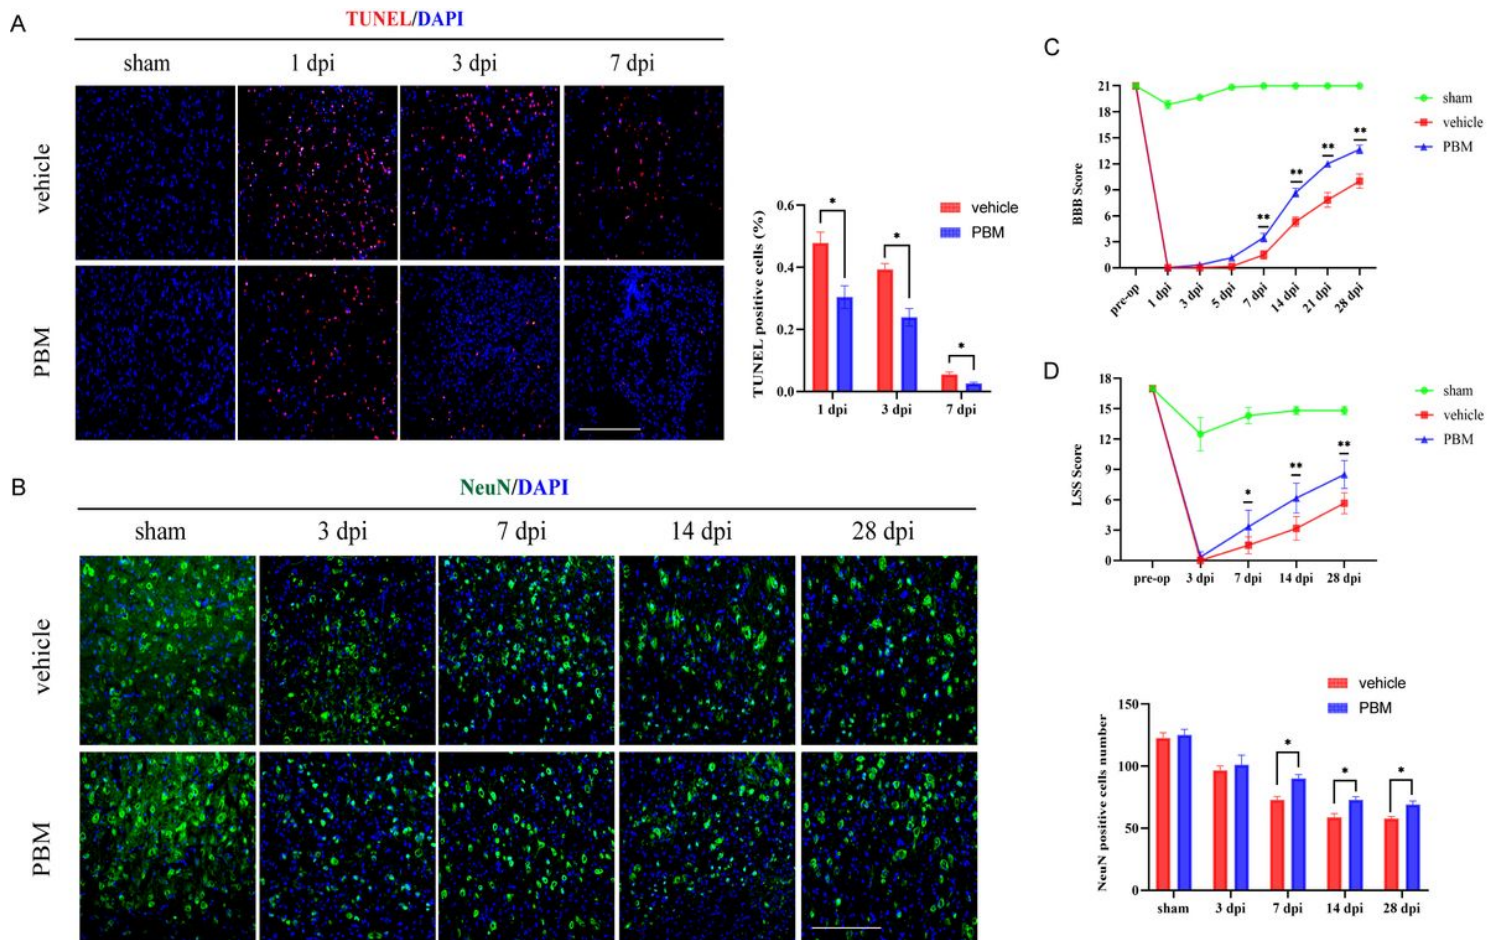 A
TUNEL/DAPI
sham 1 dpi 3 dpi 7 dpi
vehicle
PBM
TUNEL positive cells (%)
0.6
0.4
0.2
0.0
* * *
1 dpi 3 dpi 7 dpi
vehicle
PBM
B
NeuN/DAPI
sham 3 dpi 7 dpi 14 dpi 28 dpi
vehicle
PBM
C
BBB Score
21
18
15
12
9
6
3
0
** ** ** **
pre-op 1 dpi 3 dpi 5 dpi 7 dpi 14 dpi 21 dpi 28 dpi
sham
vehicle
PBM
D
LSS Score
18
15
12
9
6
3
0
* ** **
pre-op 3 dpi 7 dpi 14 dpi 28 dpi
sham
vehicle
PBM
NeuN positive cells number
150
100
50
0
* * *
sham 3 dpi 7 dpi 14 dpi 28 dpi
vehicle
PBM